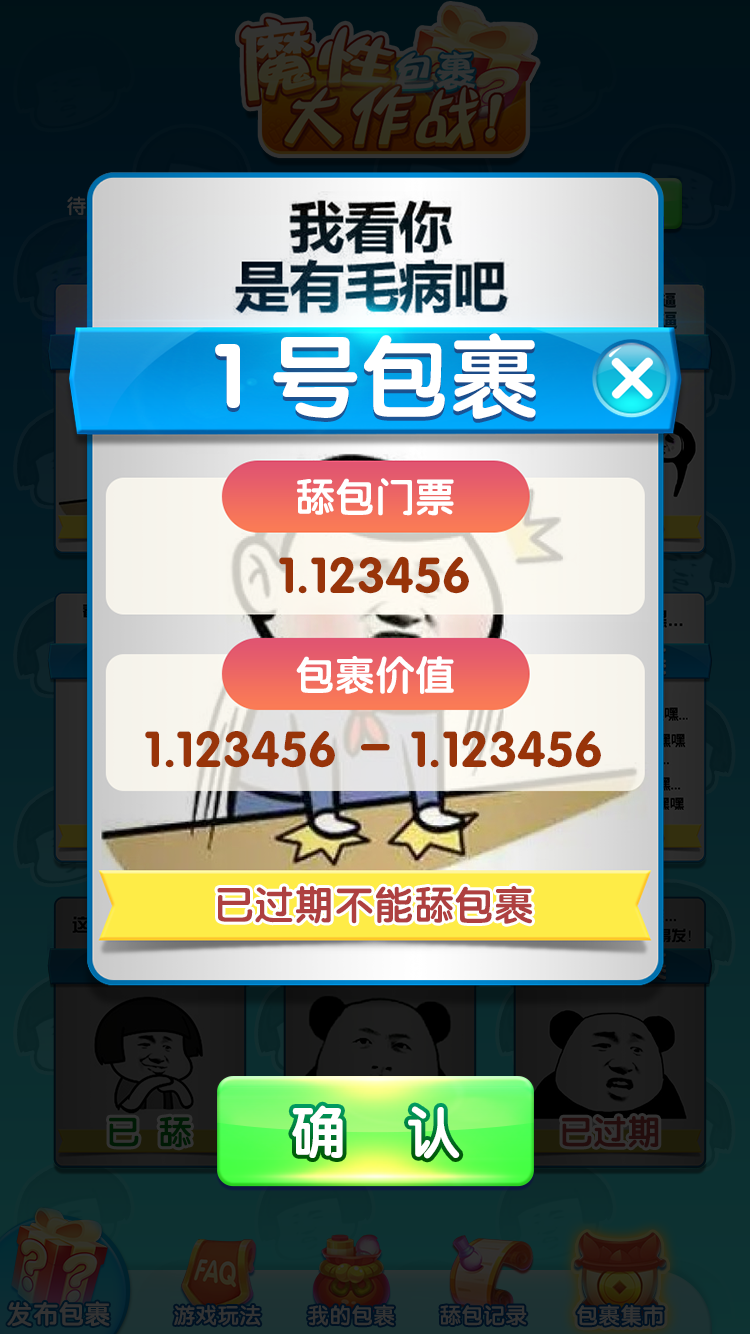 魔性包裹
大作战!
待
我看你
是有毛病吧
1号包裹
舔包门票
1.123456
包裹价值
1.123456 － 1.123456
已过期不能舔包裹
确 认
已 舔
已过期
FAQ
发布包裹
游戏玩法
我的包裹
舔包记录
包裹集市